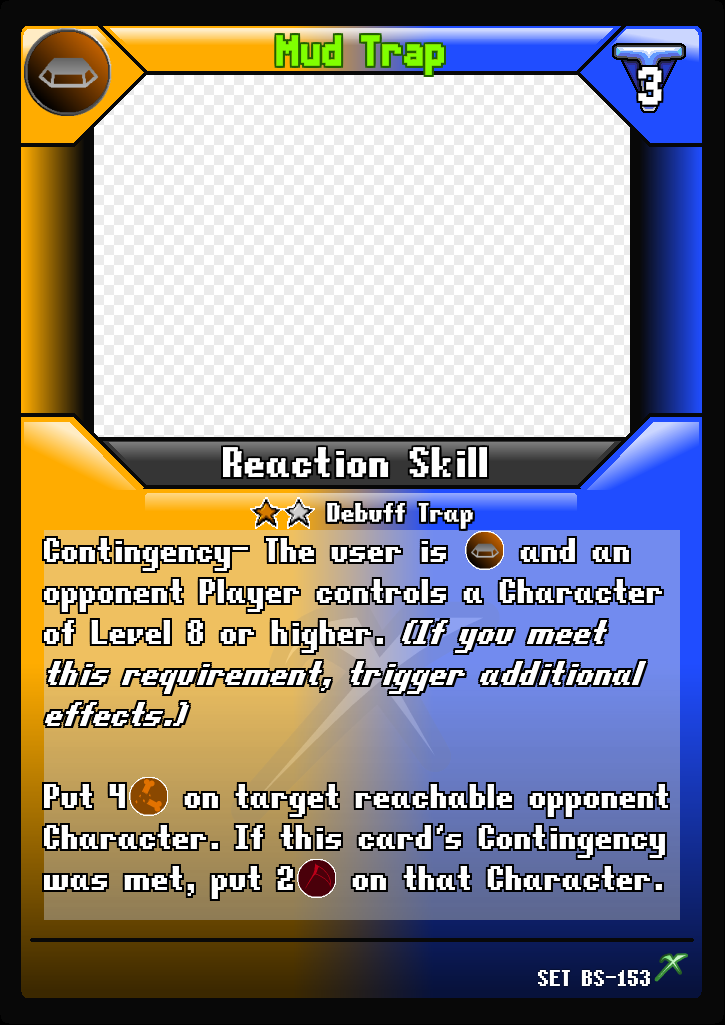 Mud Trap
3
Reaction Skill
Debuff Trap
Contingency- The user is and an
opponent Player controls a Character
of Level 8 or higher. (If you meet
this requirement, trigger additional
effects.)
Put 4 on target reachable opponent
Character. If this card's Contingency
was met, put 2 on that Character.
SET BS-153